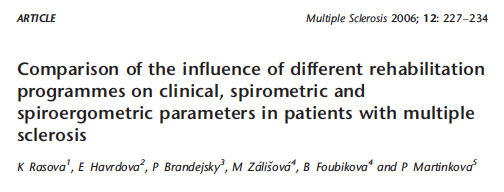 ARTICLE
Multiple Sclerosis 2006; 12: 227–234
Comparison of the influence of different rehabilitation
programmes on clinical, spirometric and
spiroergometric parameters in patients with multiple
sclerosis
K Rasova1, E Havrdova2, P Brandejsky3, M Zálišová4, B Foubikova4 and P Martinkova5